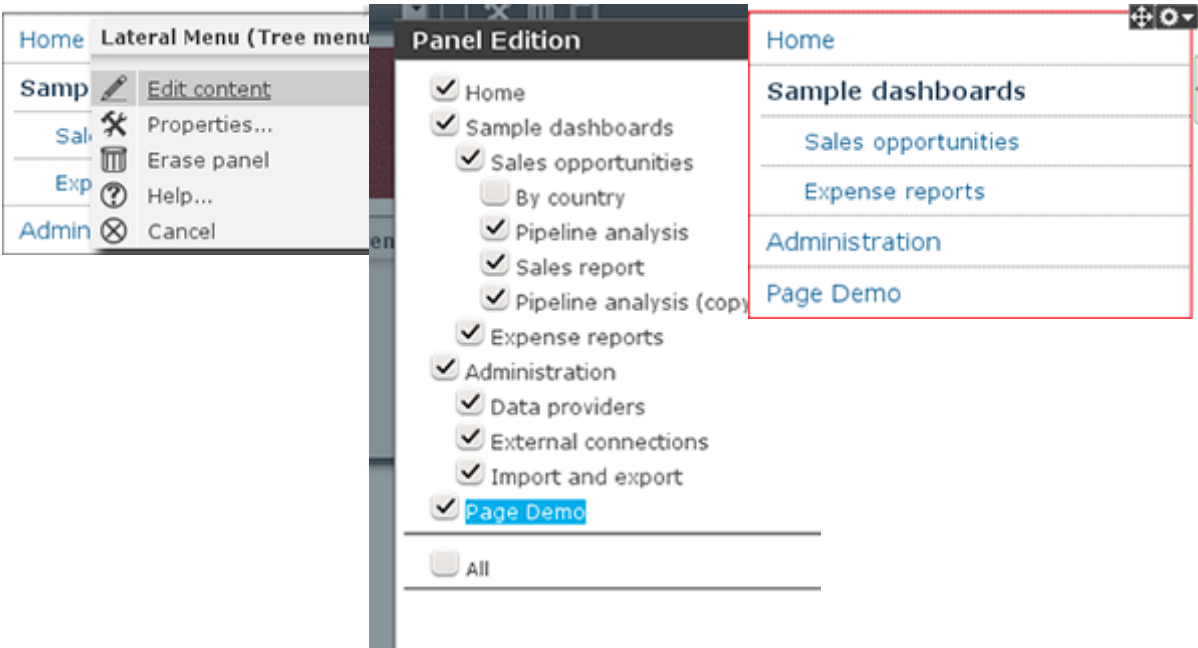 Home
Samp
Sal
Exp
Admin
Lateral Menu (Tree menu
Edit content
Properties...
Erase panel
Help...
Cancel
en
Panel Edition
Home
Sample dashboards
Sales opportunities
By country
Pipeline analysis
Sales report
Pipeline analysis (copy
Expense reports
Administration
Data providers
External connections
Import and export
Page Demo
All
Home
Sample dashboards
Sales opportunities
Expense reports
Administration
Page Demo